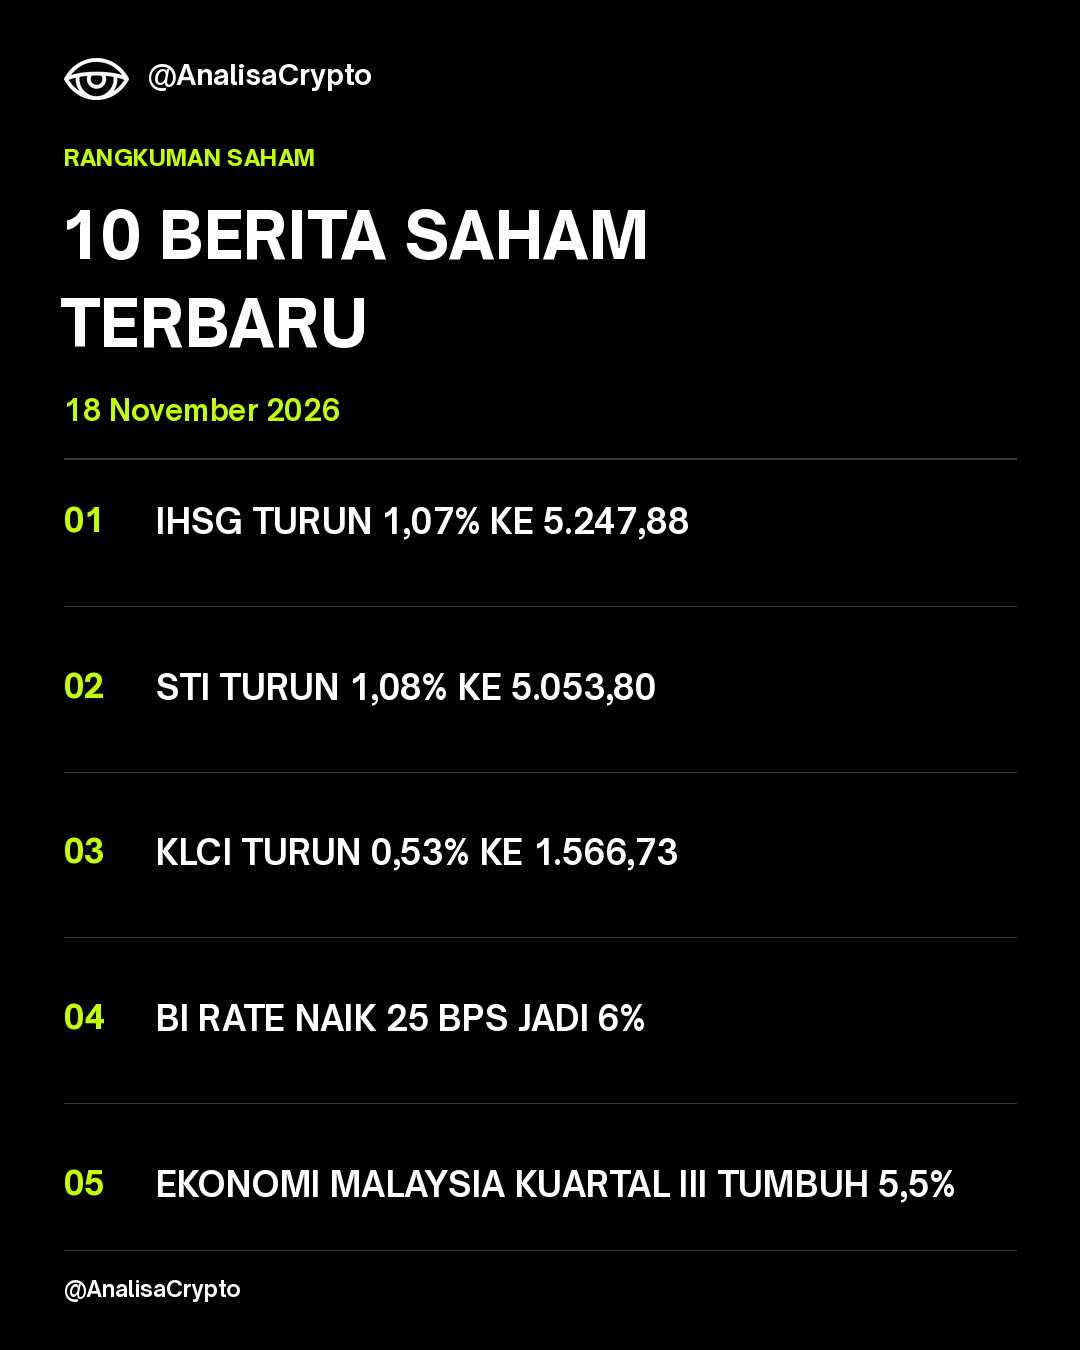 @AnalisaCrypto
RANGKUMAN SAHAM
10 BERITA SAHAM
TERBARU
18 November 2026
01 IHSG TURUN 1,07% KE 5.247,88
02 STI TURUN 1,08% KE 5.053,80
03 KLCI TURUN 0,53% KE 1.566,73
04 BI RATE NAIK 25 BPS JADI 6%
05 EKONOMI MALAYSIA KUARTAL III TUMBUH 5,5%
@AnalisaCrypto